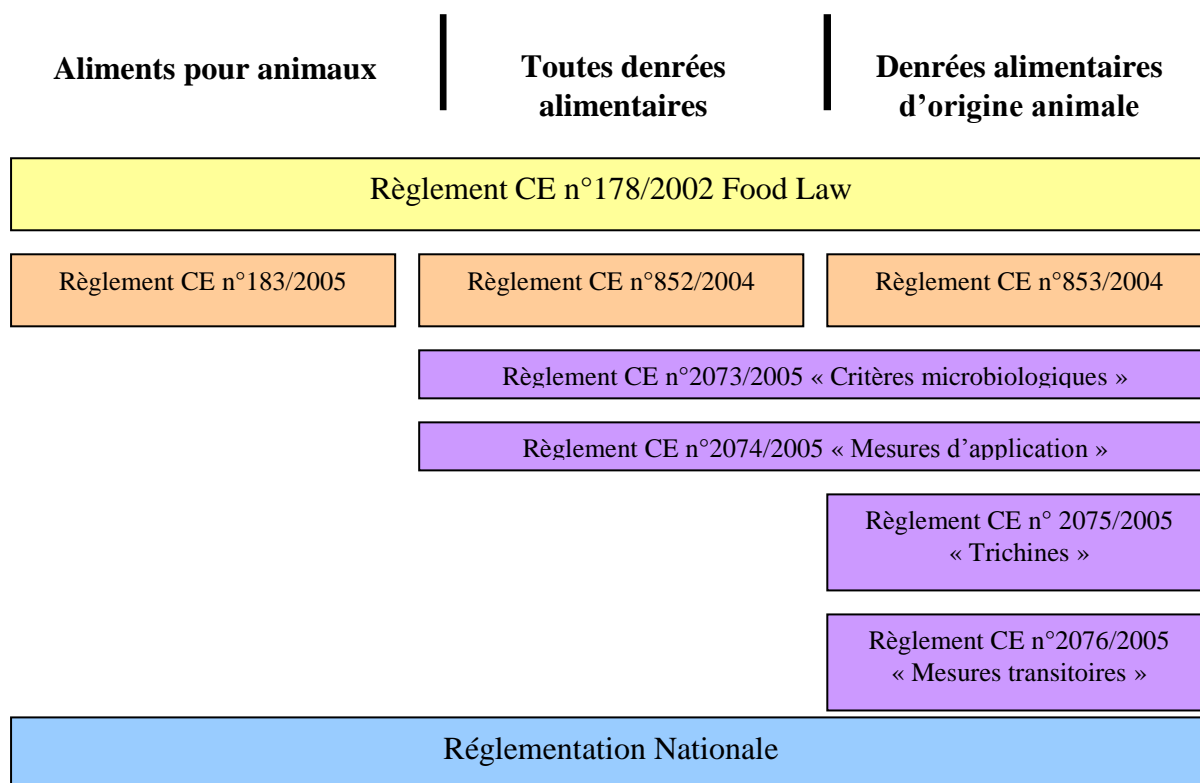 Aliments pour animaux
Toutes denrées
alimentaires
Denrées alimentaires
d'origine animale
Règlement CE n°178/2002 Food Law
Règlement CE n°183/2005
Règlement CE n°852/2004
Règlement CE n°853/2004
Règlement CE n°2073/2005 « Critères microbiologiques »
Règlement CE n°2074/2005 « Mesures d'application »
Règlement CE n° 2075/2005
« Trichines »
Règlement CE n°2076/2005
« Mesures transitoires »
Réglementation Nationale